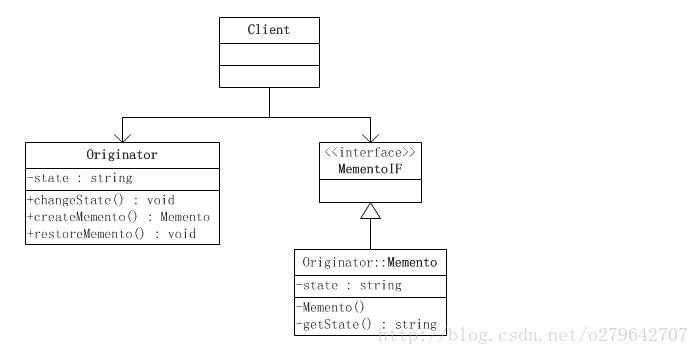 Client
Originator
-state : string
+changeState() : void
+createMemento() : Memento
+restoreMemento() : void
<<interface>>
MementoIF
Originator::Memento
-state : string
-Memento()
-getState() : string
http://blog.csdn.net/o279642707